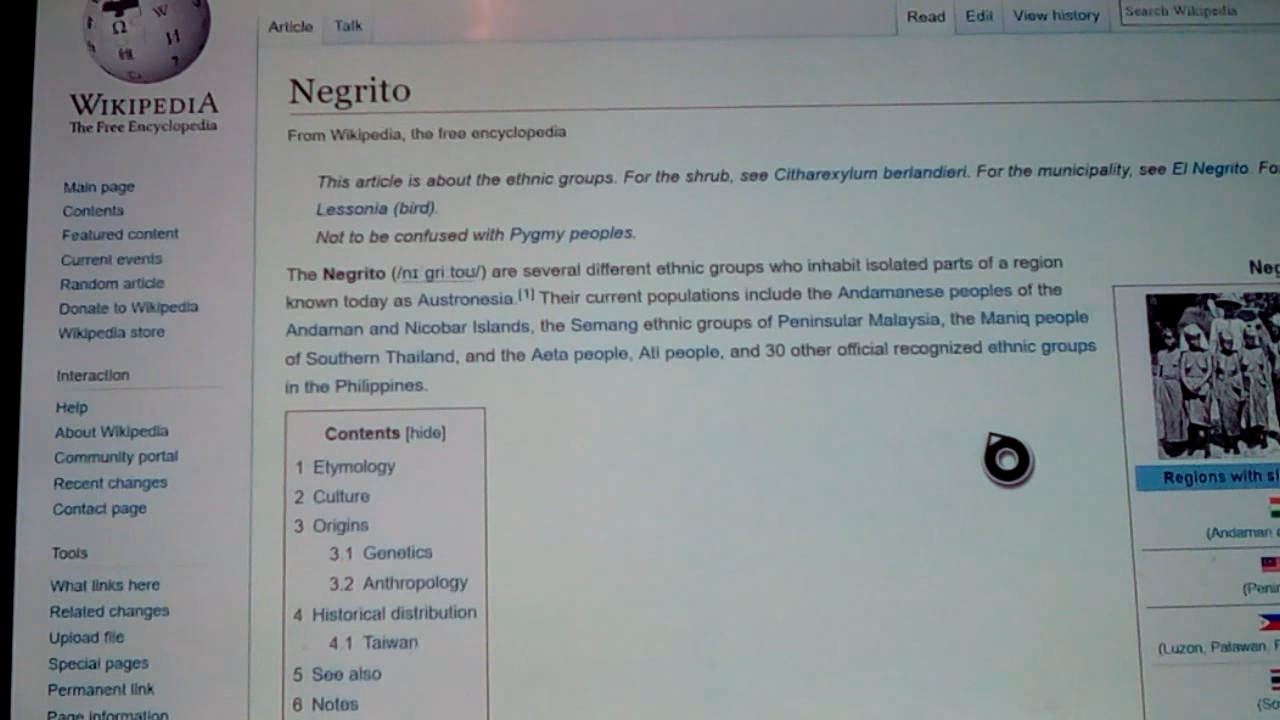 Article Talk Read Edit View history Search Wikipedia
WIKIPEDIA
The Free Encyclopedia
Main page
Contents
Featured content
Current events
Random article
Donate to Wikipedia
Wikipedia store
Interaction
Help
About Wikipedia
Community portal
Recent changes
Contact page
Tools
What links here
Related changes
Upload file
Special pages
Permanent link
Page information
Negrito
From Wikipedia, the free encyclopedia
This article is about the ethnic groups. For the shrub, see Citharexylum berlandieri. For the municipality, see El Negrito.
Lessonia (bird).
Not to be confused with Pygmy peoples.
The Negrito (/nɪˈɡriːtoʊ/) are several different ethnic groups who inhabit isolated parts of a region
known today as Austronesia.[1] Their current populations include the Andamanese peoples of the
Andaman and Nicobar Islands, the Semang ethnic groups of Peninsular Malaysia, the Maniq people
of Southern Thailand, and the Aeta people, Ati people, and 30 other official recognized ethnic groups
in the Philippines.
Contents [hide]
1 Etymology
2 Culture
3 Origins
3.1 Genetics
3.2 Anthropology
4 Historical distribution
4.1 Taiwan
5 See also
6 Notes
Regions with
(Andaman
(Luzon, Palawan,